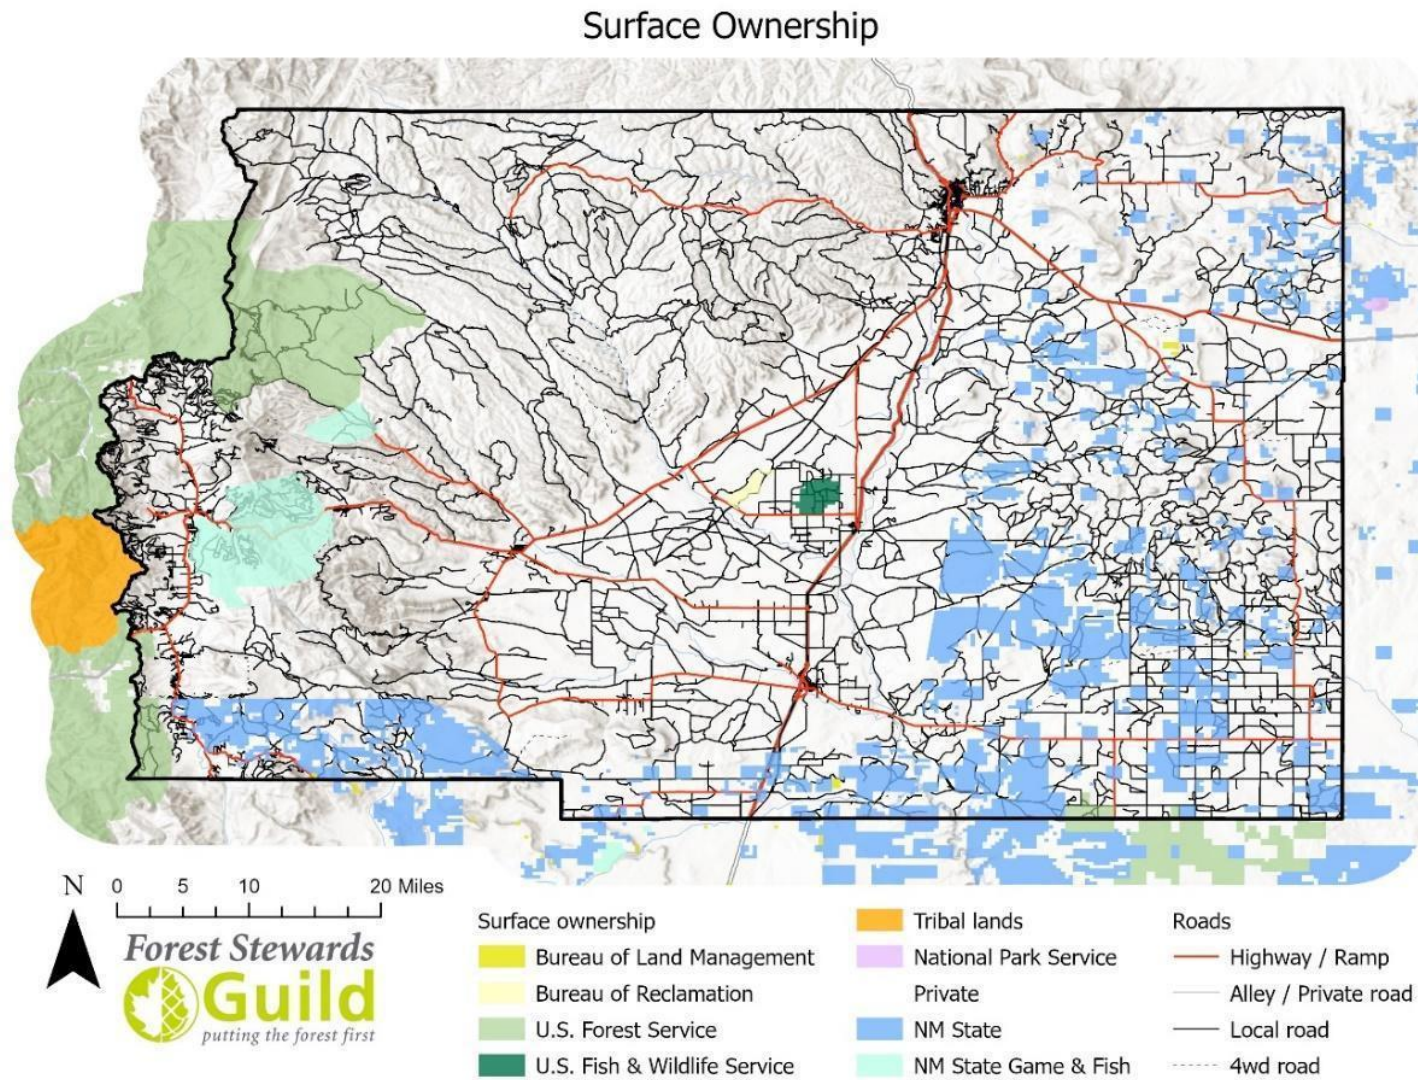 Surface Ownership
N
0 5 10 20 Miles
Forest Stewards
Guild
putting the forest first
Surface ownership
Bureau of Land Management
Bureau of Reclamation
U.S. Forest Service
U.S. Fish & Wildlife Service
Tribal lands
National Park Service
Private
NM State
NM State Game & Fish
Roads
Highway / Ramp
Alley / Private road
Local road
4wd road